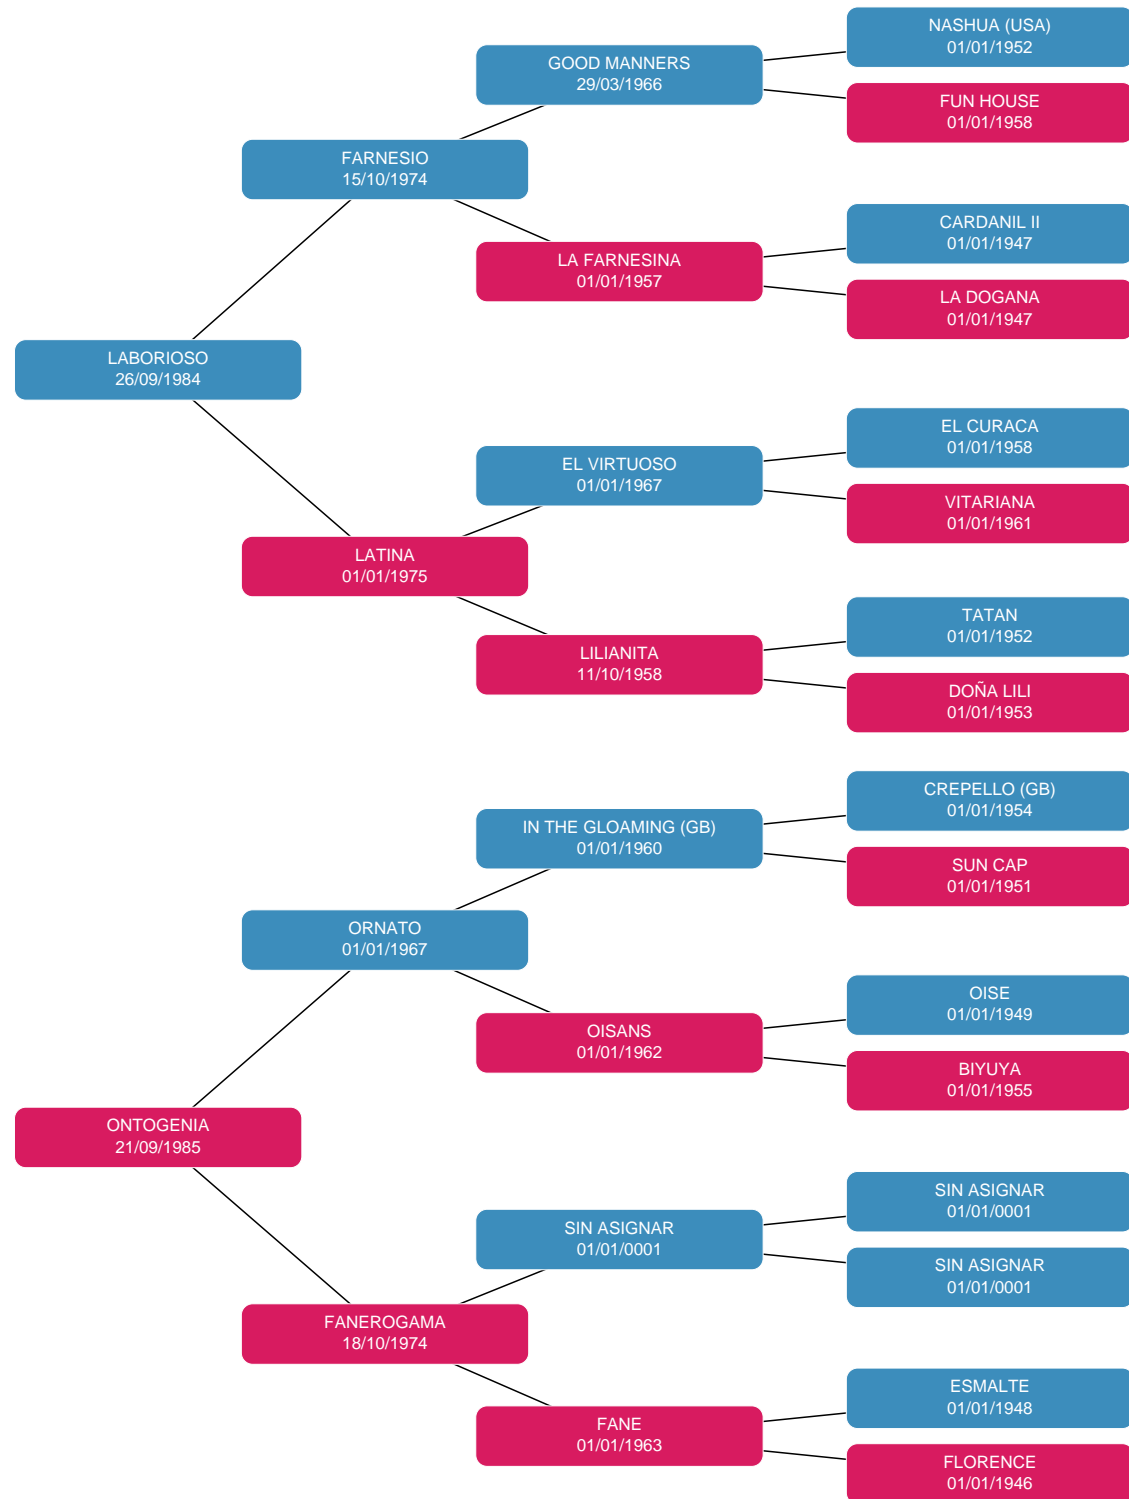 NASHUA (USA)
01/01/1952
GOOD MANNERS
29/03/1966
FUN HOUSE
01/01/1958
FARNESIO
15/10/1974
CARDANIL II
01/01/1947
LA FARNESINA
01/01/1957
LA DOGANA
01/01/1947
LABORIOSO
26/09/1984
EL CURACA
01/01/1958
EL VIRTUOSO
01/01/1967
VITARIANA
01/01/1961
LATINA
01/01/1975
TATAN
01/01/1952
LILIANITA
11/10/1958
DOÑA LILI
01/01/1953
CREPELLO (GB)
01/01/1954
IN THE GLOAMING (GB)
01/01/1960
SUN CAP
01/01/1951
ORNATO
01/01/1967
OISE
01/01/1949
OISANS
01/01/1962
BIYUYA
01/01/1955
ONTOGENIA
21/09/1985
SIN ASIGNAR
01/01/0001
SIN ASIGNAR
01/01/0001
SIN ASIGNAR
01/01/0001
FANEROGAMA
18/10/1974
ESMALTE
01/01/1948
FANE
01/01/1963
FLORENCE
01/01/1946